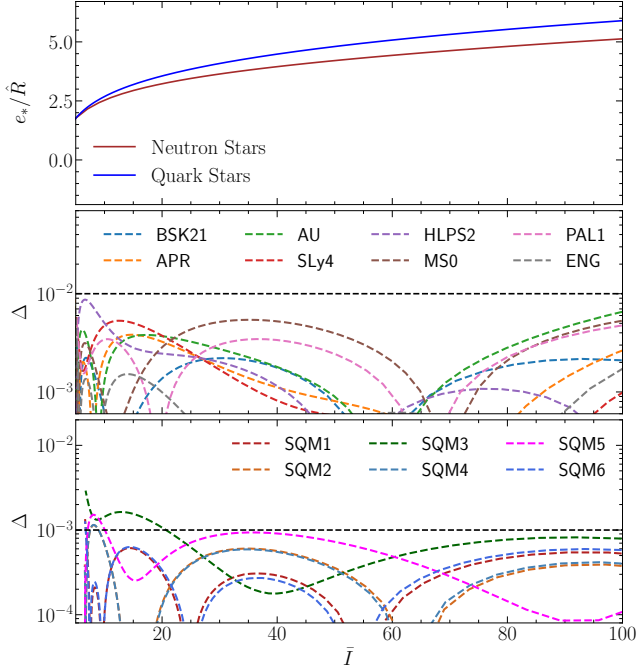 5.0
2.5
0.0
e*/R̂
Neutron Stars
Quark Stars
BSK21 AU HLPS2 PAL1
APR SLy4 MS0 ENG
10⁻²
10⁻³
Δ
SQM1 SQM3 SQM5
SQM2 SQM4 SQM6
10⁻²
10⁻³
10⁻⁴
Δ
20 40 60 80 100
Ī